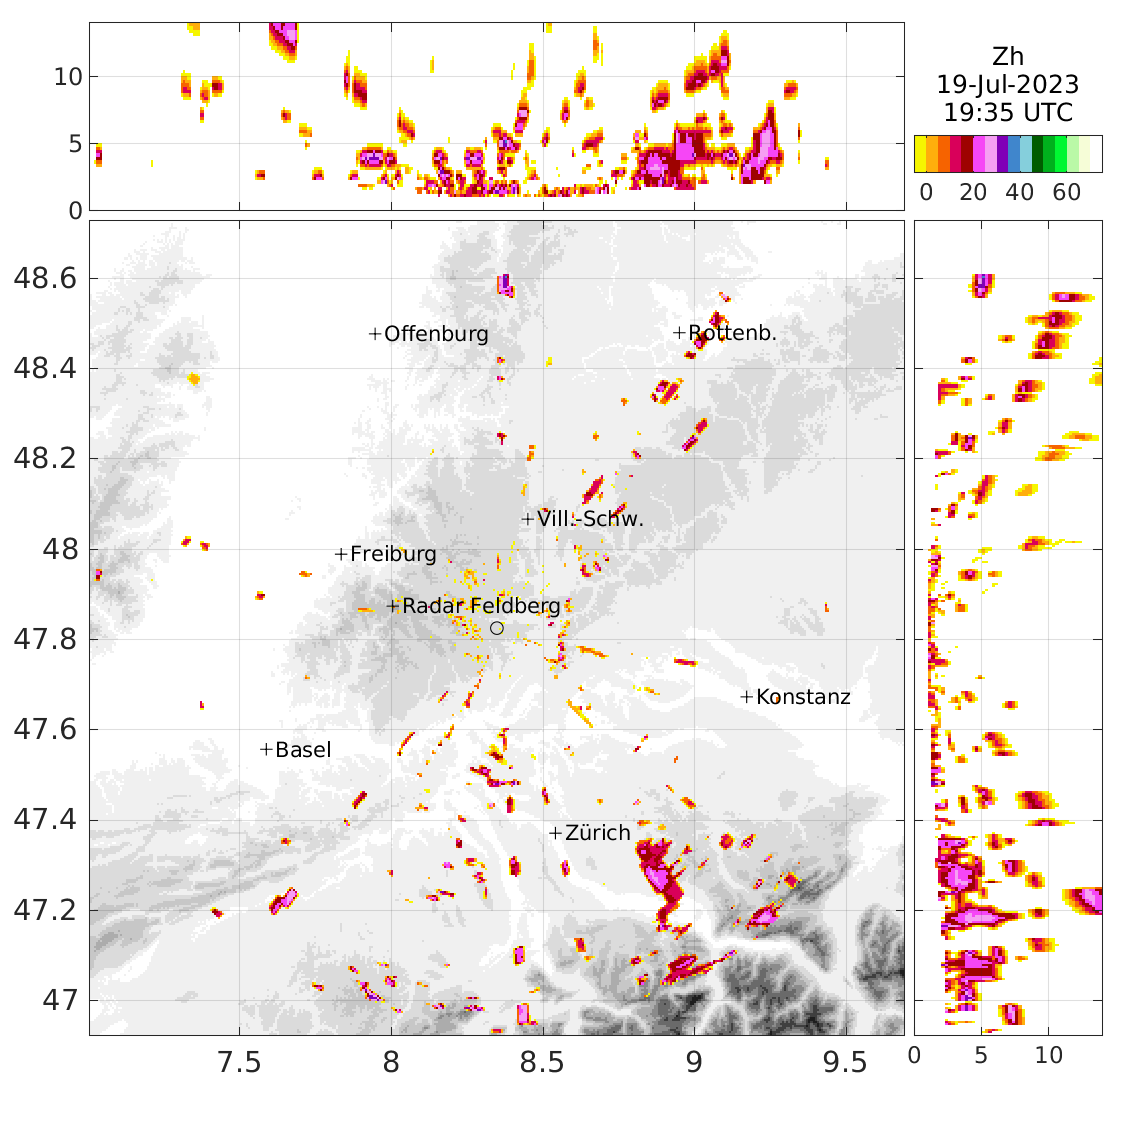 10
5
0
Zh
19-Jul-2023
19:35 UTC
0 20 40 60
48.6
48.4
48.2
48
47.8
47.6
47.4
47.2
47
Offenburg
Rottenb.
Vill.-Schw.
Freiburg
Radar Feldberg
Konstanz
Basel
Zürich
7.5 8 8.5 9 9.5
0 5 10